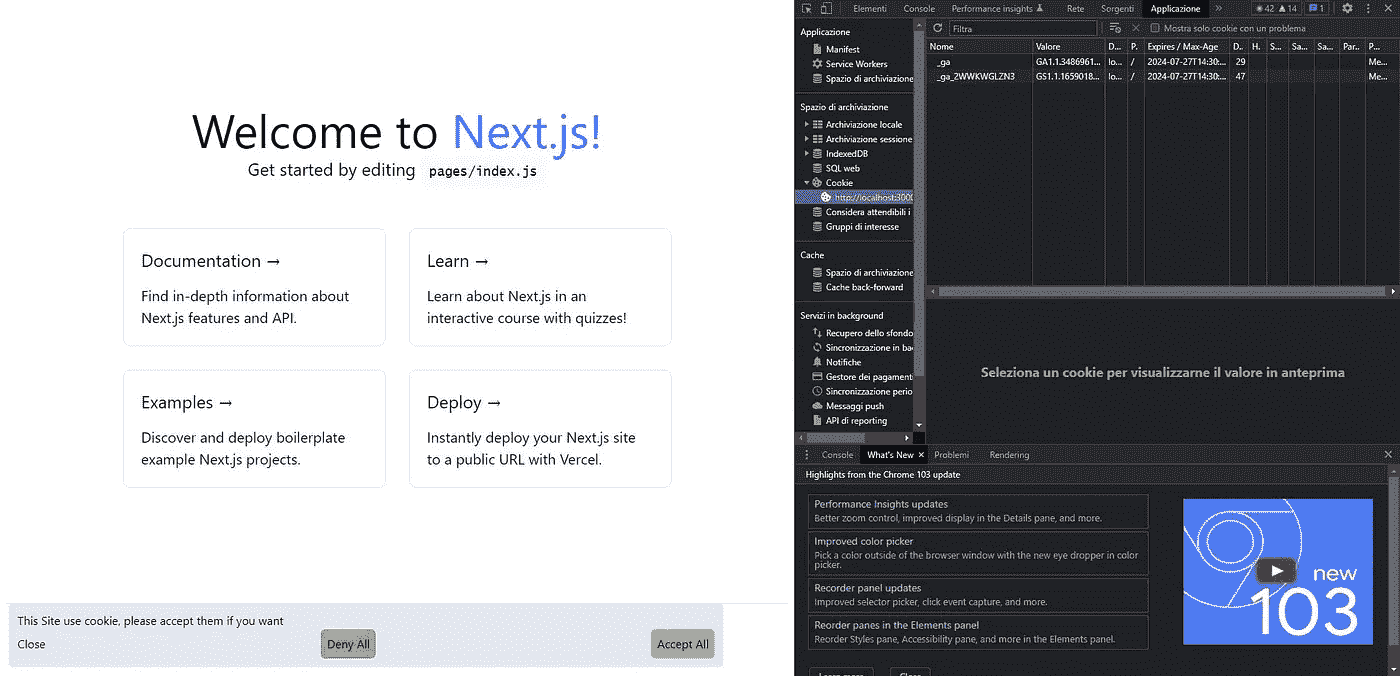 Welcome to Next.js!
Get started by editing pages/index.js
Documentation →
Find in-depth information about
Next.js features and API.
Learn →
Learn about Next.js in an
interactive course with quizzes!
Examples →
Discover and deploy boilerplate
example Next.js projects.
Deploy →
Instantly deploy your Next.js site
to a public URL with Vercel.
This Site use cookie, please accept them if you want
Close
Deny All
Accept All
Elementi Console Performance insights Rete Sorgenti Applicazione » 42 14 1
Applicazione
Manifest
Service Workers
Spazio di archiviazione
Spazio di archiviazione
Archiviazione locale
Archiviazione sessione
IndexedDB
SQL web
Cookie
http://localhost:3000
Considera attendibili i
Gruppi di interesse
Cache
Spazio di archiviazione
Cache back-forward
Servizi in background
Recupero dello sfondo
Sincronizzazione in bac
Notifiche
Gestore dei pagamenti
Sincronizzazione perio
Messaggi push
API di reporting
Filtra Mostra solo cookie con un problema
Nome Valore D... P. Expires / Max-Age D.. H. S... Sa... Sa... Par.. P...
_ga GA1.1.3486961... lo... / 2024-07-27T14:30:... 29 Me...
_ga_2WWKWGLZN3 GS1.1.1659018... lo... / 2024-07-27T14:30:... 47 Me...
Seleziona un cookie per visualizzarne il valore in anteprima
Console What's New × Problemi Rendering
Highlights from the Chrome 103 update
Performance Insights updates
Better zoom control, improved display in the Details pane, and more.
Improved color picker
Pick a color outside of the browser window with the new eye dropper in color
picker.
Recorder panel updates
Improved selector picker, click event capture, and more.
Reorder panes in the Elements panel
Reorder Styles pane, Accessibility pane, and more in the Elements panel.
Learn more Close
new
103